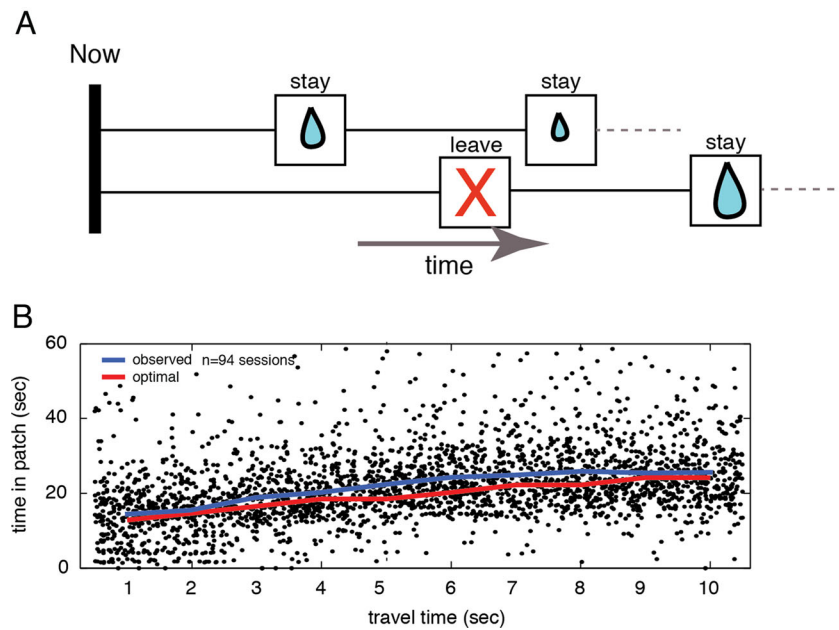 A
Now
stay
stay
leave
stay
X
time
B
60
40
20
0
time in patch (sec)
observed n=94 sessions
optimal
1 2 3 4 5 6 7 8 9 10
travel time (sec)